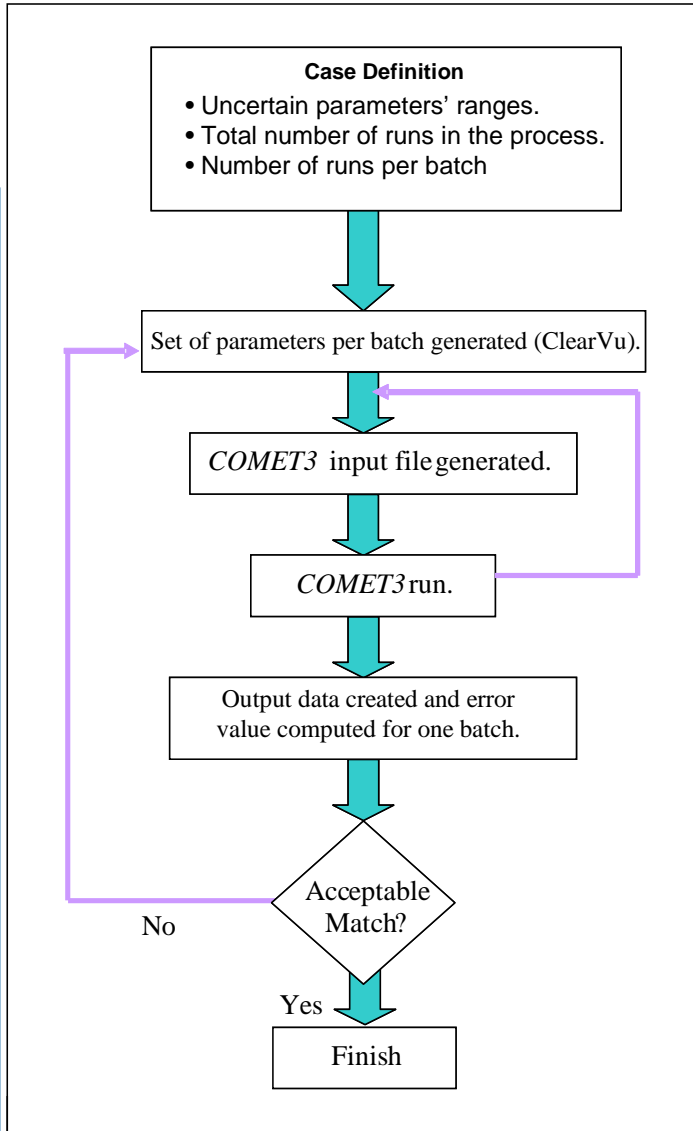 Case Definition
• Uncertain parameters’ ranges.
• Total number of runs in the process.
• Number of runs per batch
Set of parameters per batch generated (ClearVu).
COMET3 input file generated.
COMET3 run.
Output data created and error
value computed for one batch.
Acceptable
Match?
No
Yes
Finish